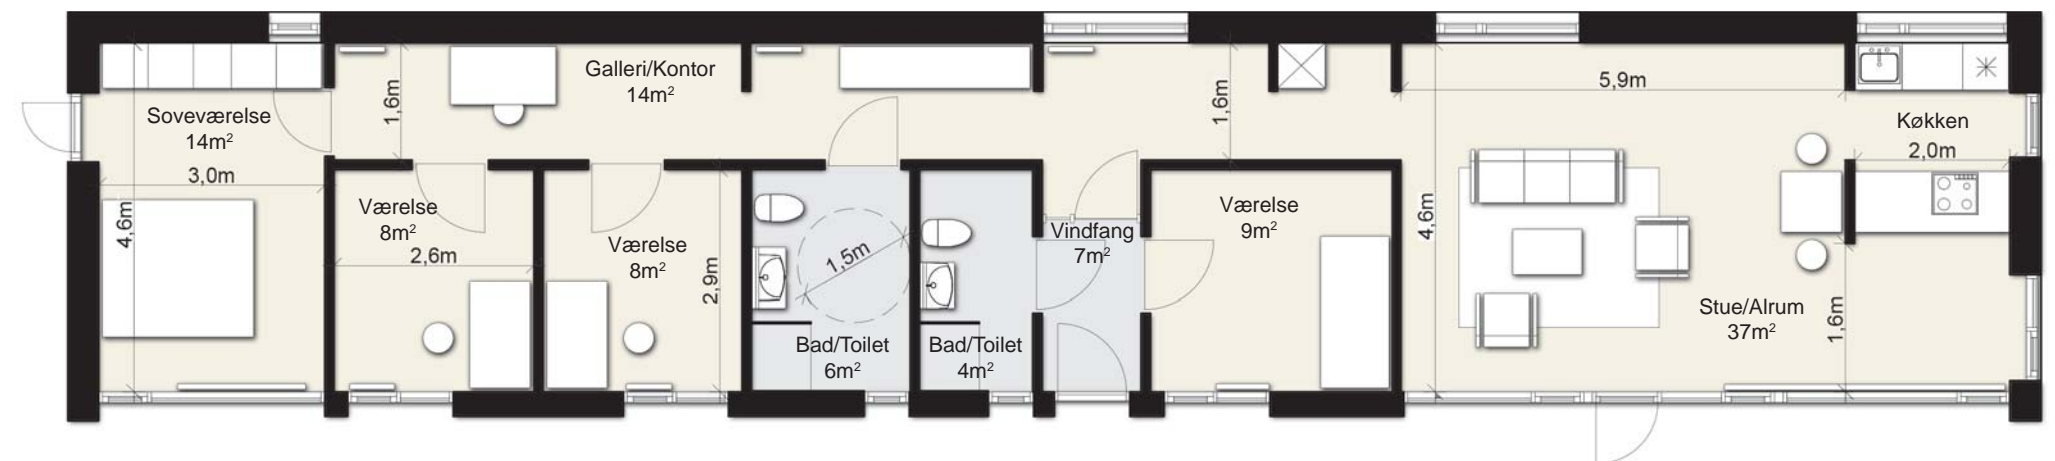 Soveværelse
14m²
3,0m
4,6m
Galleri/Kontor
14m²
1,6m
Værelse
8m²
2,6m
Værelse
8m²
2,9m
1,5m
Bad/Toilet
6m²
Bad/Toilet
4m²
Vindfang
7m²
1,6m
Værelse
9m²
4,6m
5,9m
Stue/Alrum
37m²
1,6m
Køkken
2,0m